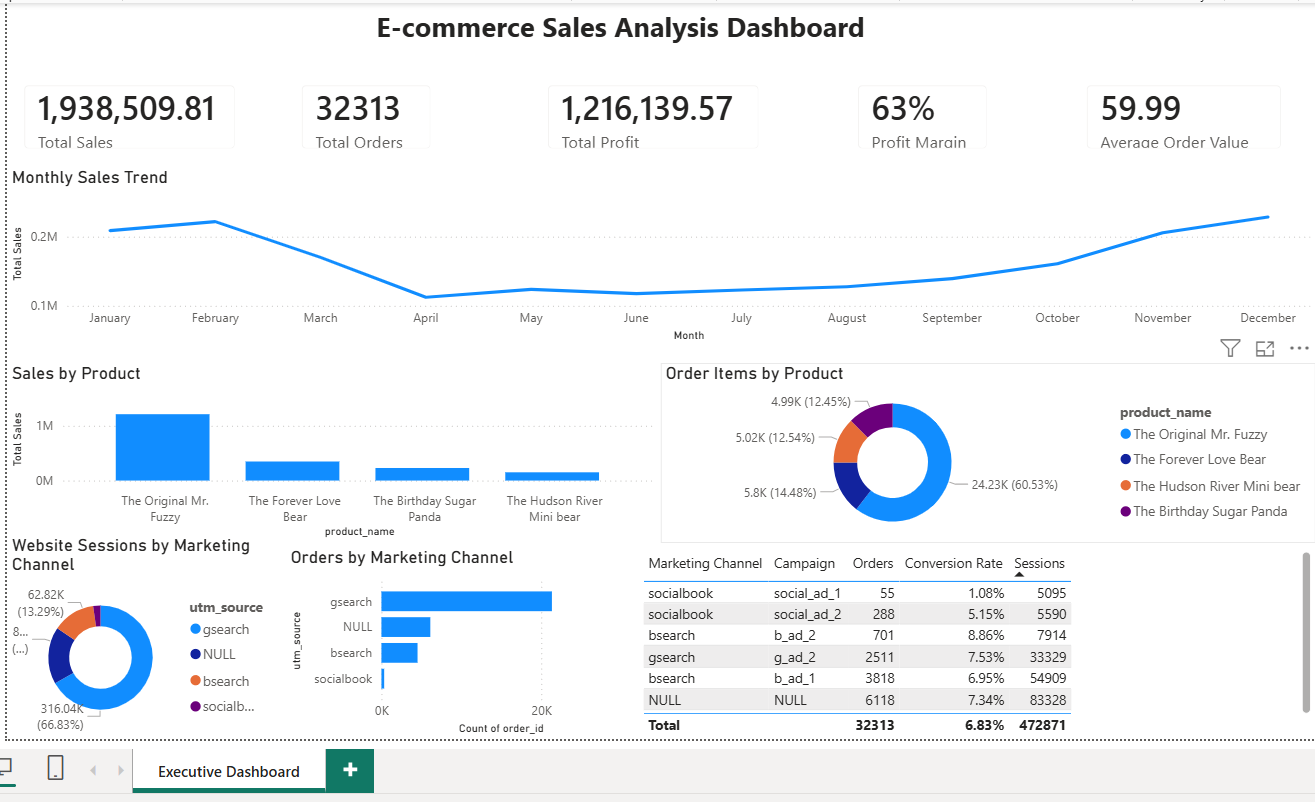 E-commerce Sales Analysis Dashboard
1,938,509.81
Total Sales
32313
Total Orders
1,216,139.57
Total Profit
63%
Profit Margin
59.99
Average Order Value
Monthly Sales Trend
Total Sales
0.2M
0.1M
January February March April May June July August September October November December
Month
Sales by Product
Total Sales
1M
0M
The Original Mr. Fuzzy
The Forever Love Bear
The Birthday Sugar Panda
The Hudson River Mini bear
product_name
Order Items by Product
4.99K (12.45%)
5.02K (12.54%)
5.8K (14.48%)
24.23K (60.53%)
product_name
The Original Mr. Fuzzy
The Forever Love Bear
The Hudson River Mini bear
The Birthday Sugar Panda
Website Sessions by Marketing
Channel
62.82K
(13.29%)
8...
(...)
316.04K
(66.83%)
utm_source
gsearch
NULL
bsearch
socialb...
Orders by Marketing Channel
utm_source
gsearch
NULL
bsearch
socialbook
0K 20K
Count of order_id
Marketing Channel Campaign Orders Conversion Rate Sessions
socialbook social_ad_1 55 1.08% 5095
socialbook social_ad_2 288 5.15% 5590
bsearch b_ad_2 701 8.86% 7914
gsearch g_ad_2 2511 7.53% 33329
bsearch b_ad_1 3818 6.95% 54909
NULL NULL 6118 7.34% 83328
Total 32313 6.83% 472871
Executive Dashboard